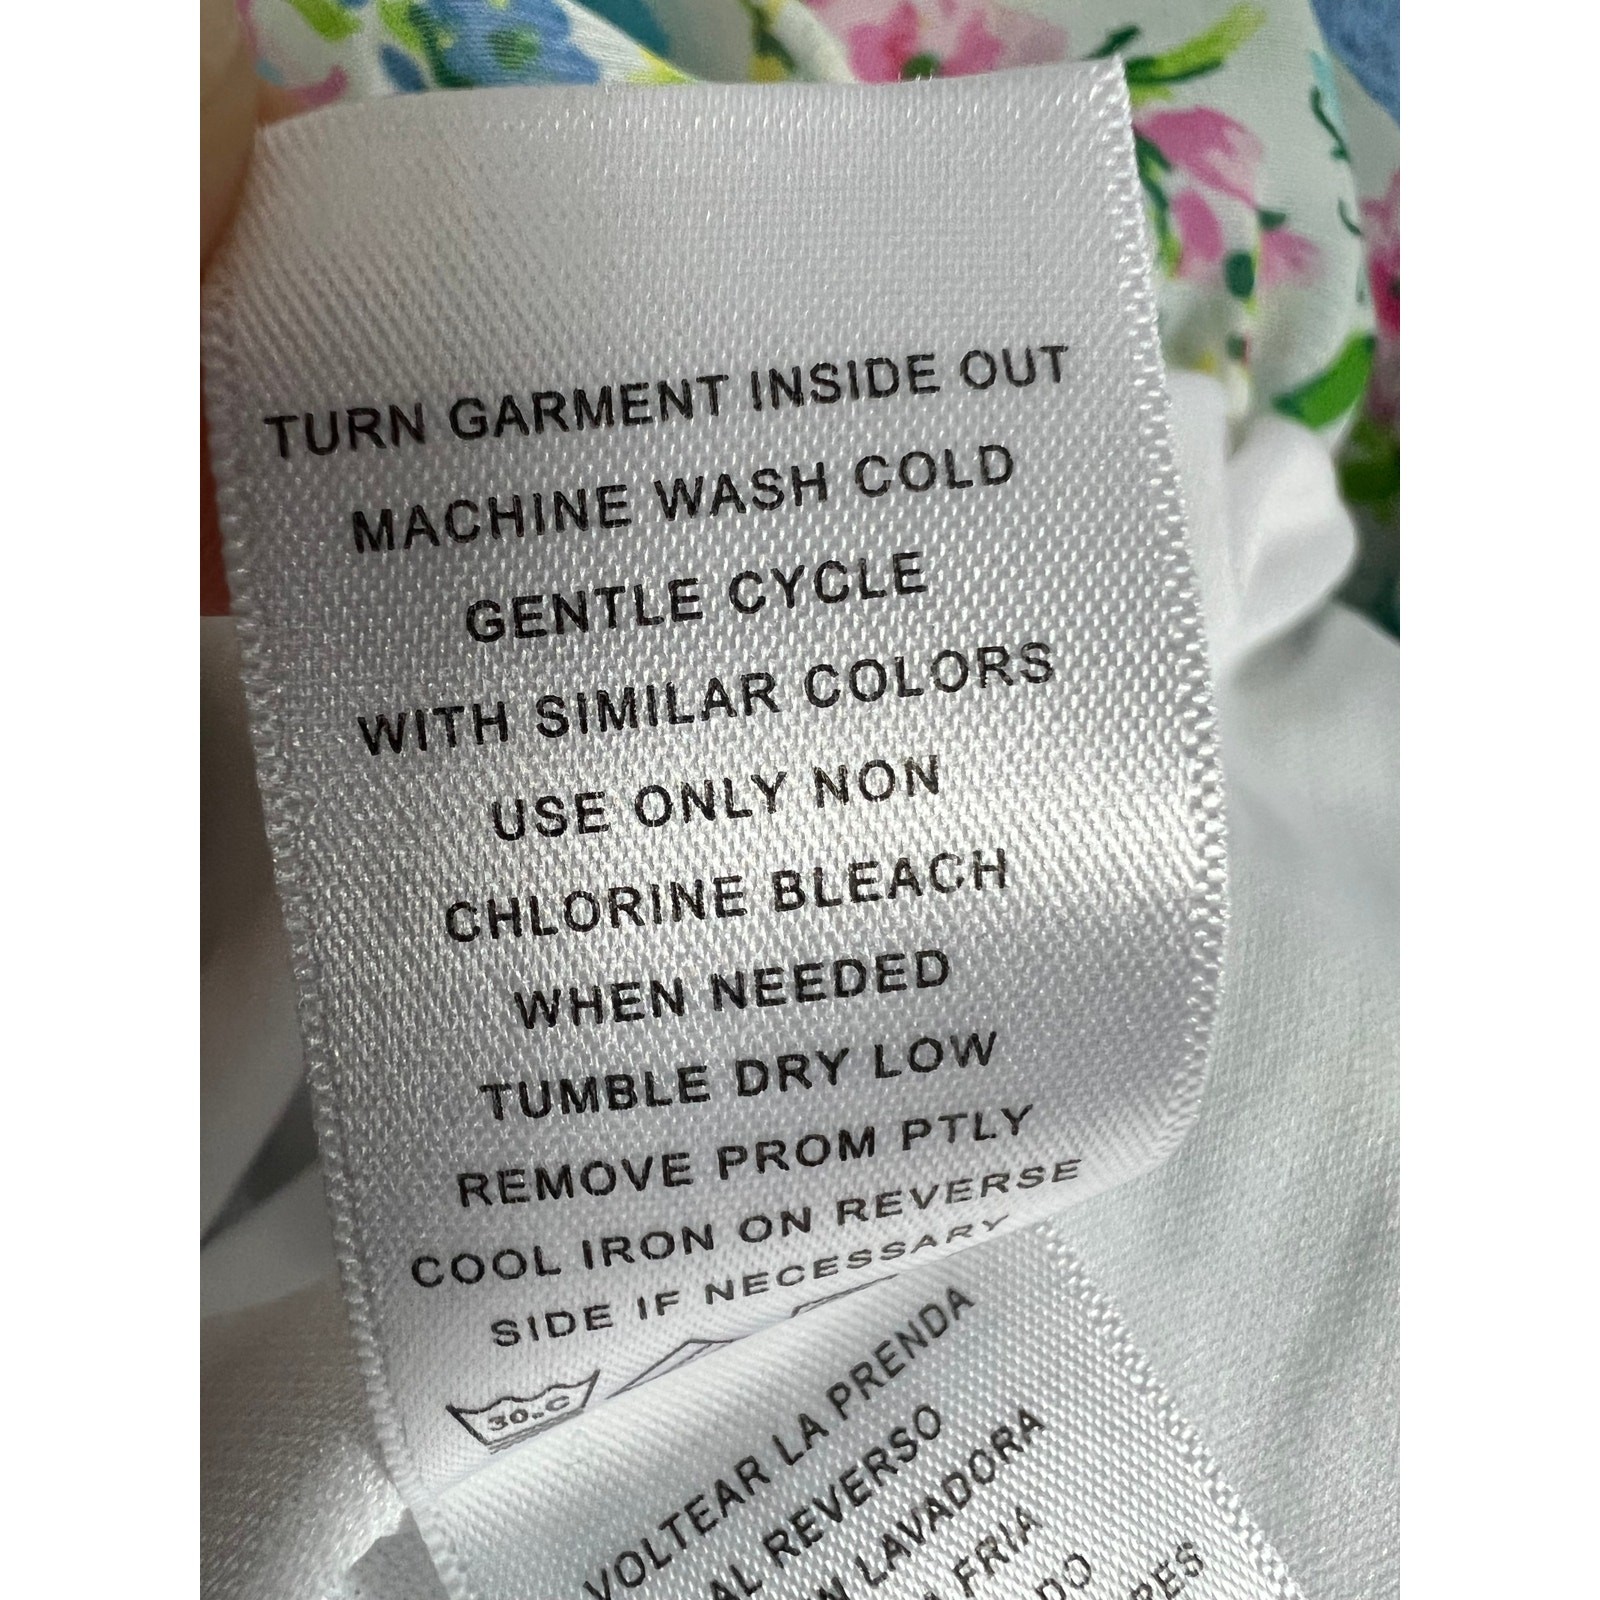 TURN GARMENT INSIDE OUT
MACHINE WASH COLD
GENTLE CYCLE
WITH SIMILAR COLORS
USE ONLY NON
CHLORINE BLEACH
WHEN NEEDED
TUMBLE DRY LOW
REMOVE PROM PTLY
COOL IRON ON REVERSE
SIDE IF NECESSARY
30°C
VOLTEAR LA PRENDA
AL REVERSO
LAVADORA
FRIA